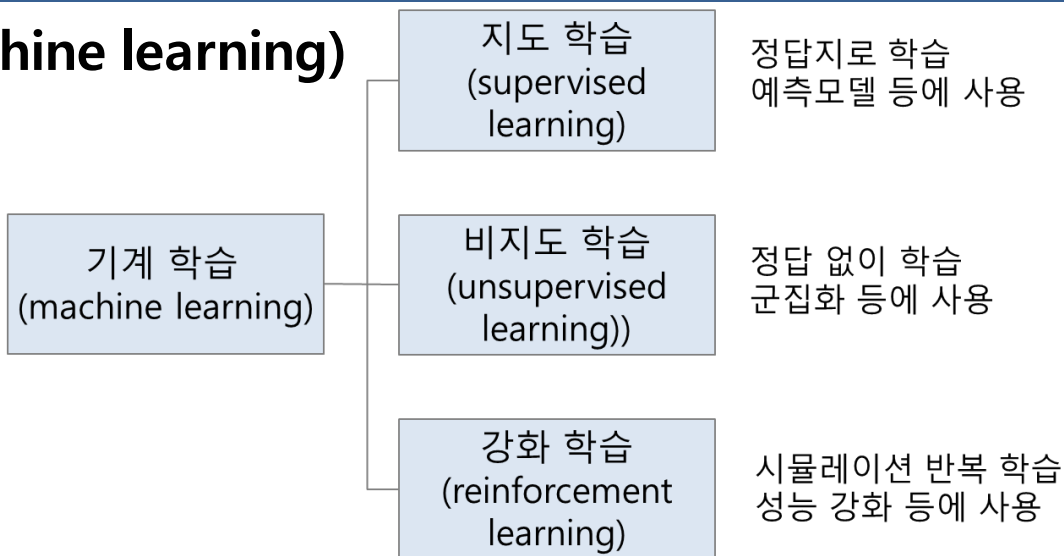 hine learning)
지도 학습
(supervised
learning)
정답지로 학습
예측모델 등에 사용
기계 학습
(machine learning)
비지도 학습
(unsupervised
learning))
정답 없이 학습
군집화 등에 사용
강화 학습
(reinforcement
learning)
시뮬레이션 반복 학습
성능 강화 등에 사용